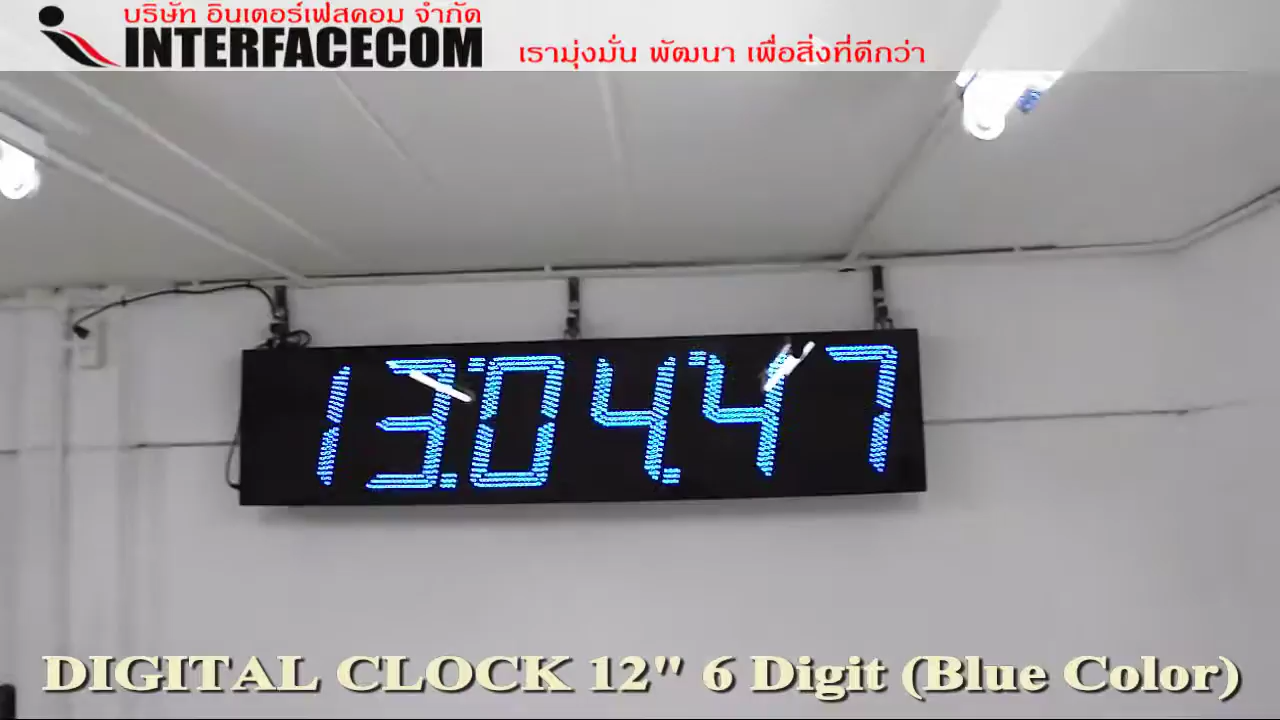 บริษัท อินเตอร์เฟสคอม จำกัด
INTERFACECOM
เรามุ่งมั่น พัฒนา เพื่อสิ่งที่ดีกว่า
13:04:47
DIGITAL CLOCK 12" 6 Digit (Blue Color)